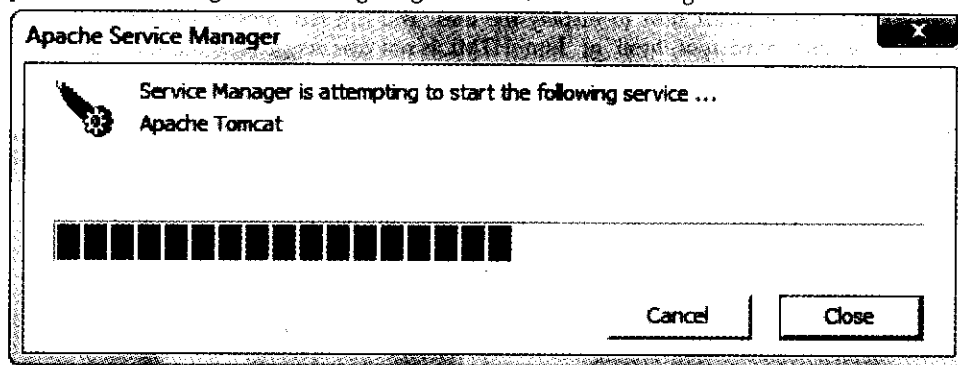 Apache Service Manager
Service Manager is attempting to start the following service ...
Apache Tomcat
Cancel
Close